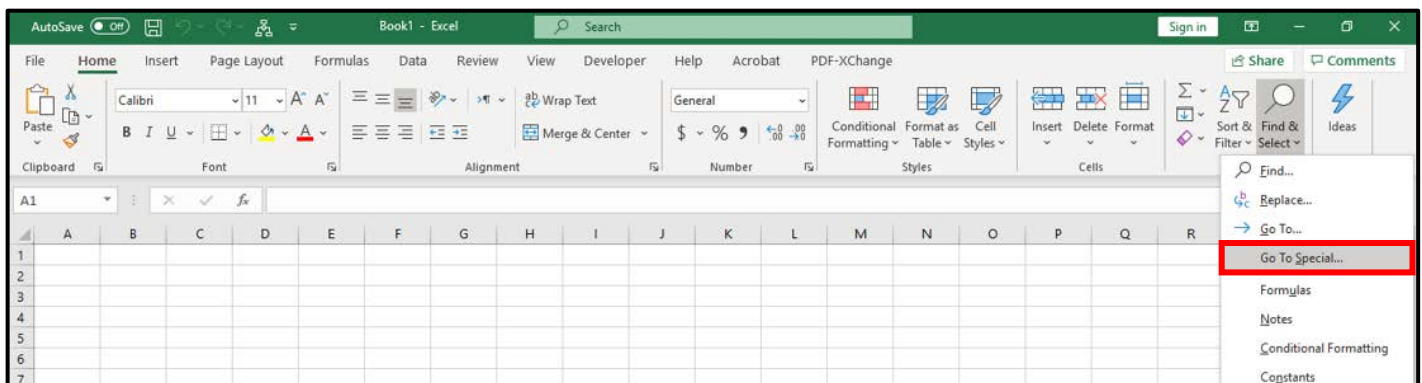 AutoSave Off Book1 - Excel Search Sign in
File Home Insert Page Layout Formulas Data Review View Developer Help Acrobat PDF-XChange Share Comments
Calibri 11 A^ A˅ ab Wrap Text General
Paste B I U A Merge & Center $ % , .00 Conditional Formatting Format as Table Cell Styles Insert Delete Format Sort & Filter Find & Select Ideas
Clipboard Font Alignment Number Styles Cells
A1 fx
A B C D E F G H I J K L M N O P Q R
1
2
3
4
5
6
7
Find...
Replace...
Go To...
Go To Special...
Formulas
Notes
Conditional Formatting
Constants